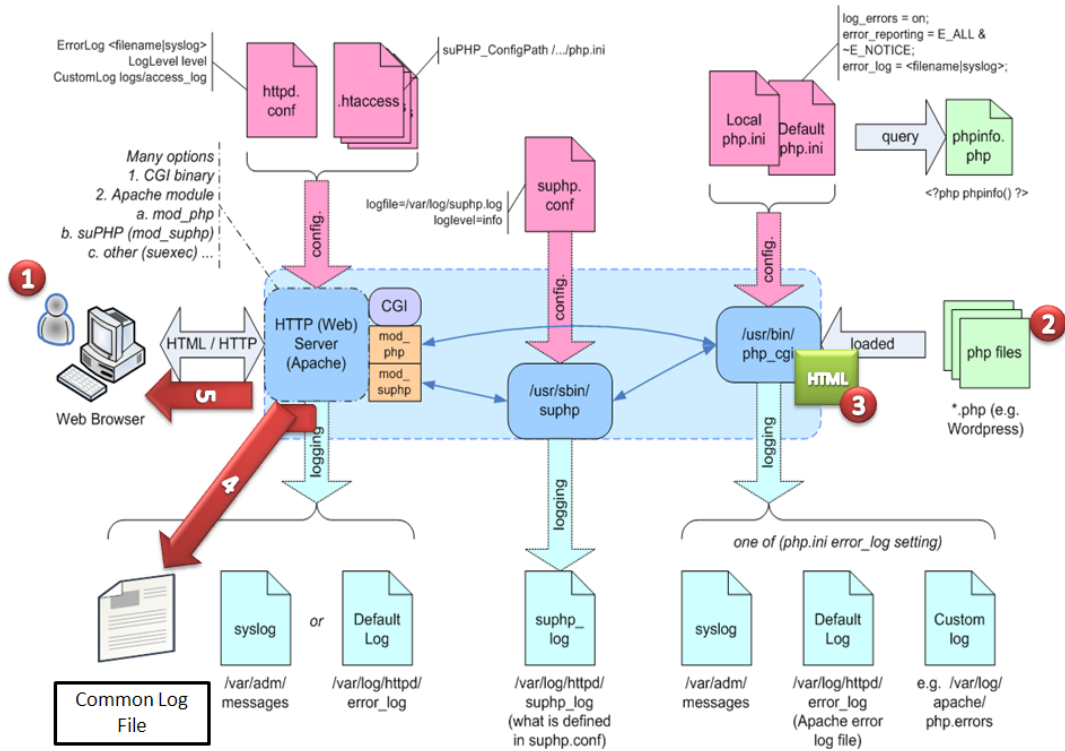 ErrorLog <filename|syslog>
LogLevel level
CustomLog logs/access_log
httpd.
conf
.htaccess
suPHP_ConfigPath /.../php.ini
log_errors = on;
error_reporting = E_ALL &
~E_NOTICE;
error_log = <filename|syslog>;
Local
php.ini
Default
php.ini
query
phpinfo.
php
<?php phpinfo() ?>
Many options
1. CGI binary
2. Apache module
a. mod_php
b. suPHP (mod_suphp)
c. other (suexec) ...
logfile=/var/log/suphp.log
loglevel=info
suphp.
conf
config.
config.
config.
1
HTML / HTTP
Web Browser
HTTP (Web)
Server
(Apache)
CGI
mod_
php
mod_
suphp
/usr/sbin/
suphp
/usr/bin/
php_cgi
HTML
3
loaded
php files
2
*.php (e.g.
Wordpress)
5
4
logging
logging
logging
one of (php.ini error_log setting)
Common Log
File
syslog
/var/adm/
messages
or
Default
Log
/var/log/httpd/
error_log
suphp_
log
/var/log/httpd/
suphp_log
(what is defined
in suphp.conf)
syslog
/var/adm/
messages
Default
Log
/var/log/httpd/
error_log
(Apache error
log file)
Custom
log
e.g. /var/log/
apache/
php.errors